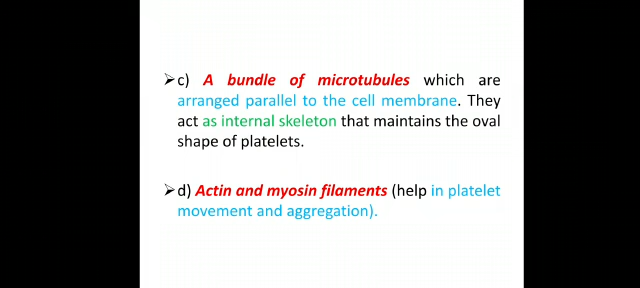 ➢c) A bundle of microtubules which are
arranged parallel to the cell membrane. They
act as internal skeleton that maintains the oval
shape of platelets.
➢d) Actin and myosin filaments (help in platelet
movement and aggregation).